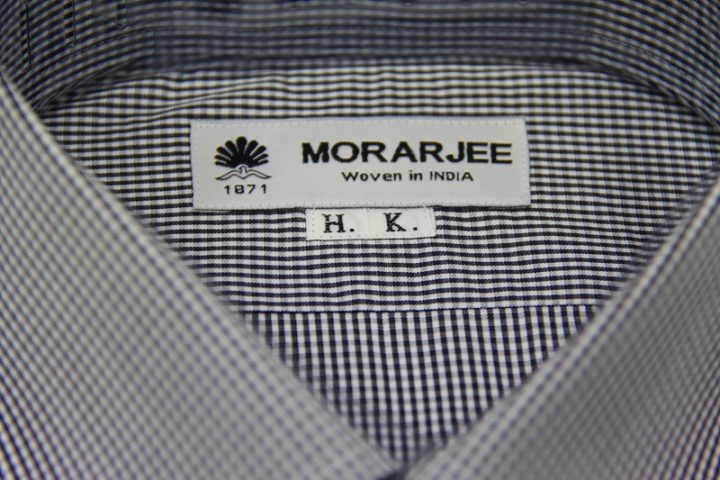 MORARJEE
Woven in INDIA
1871
H. K.